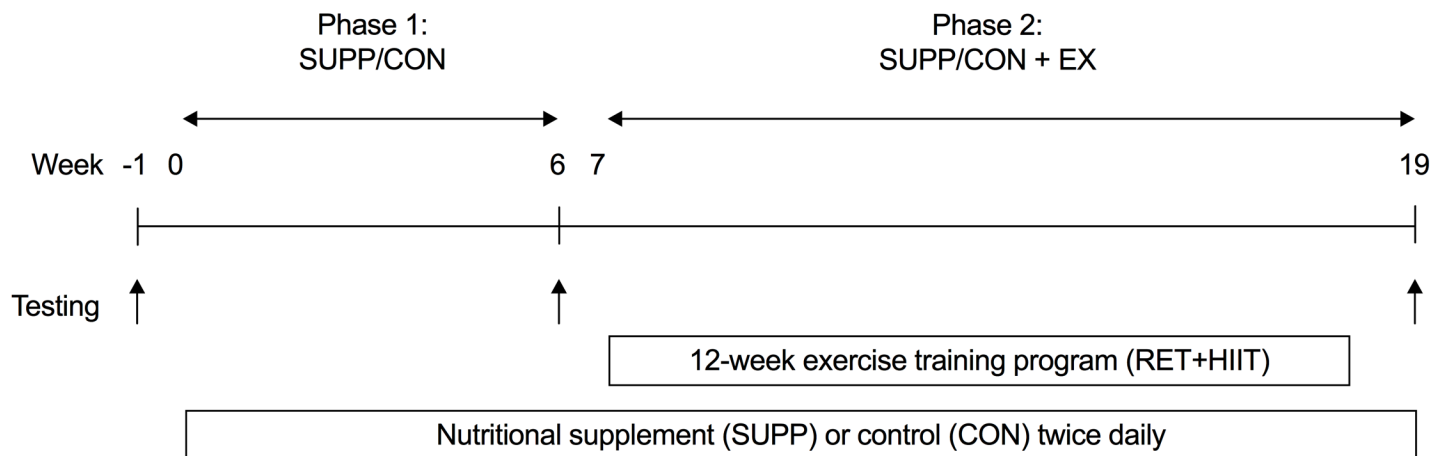 Phase 1:
SUPP/CON
Phase 2:
SUPP/CON + EX
Week -1 0 6 7 19
Testing
12-week exercise training program (RET+HIIT)
Nutritional supplement (SUPP) or control (CON) twice daily